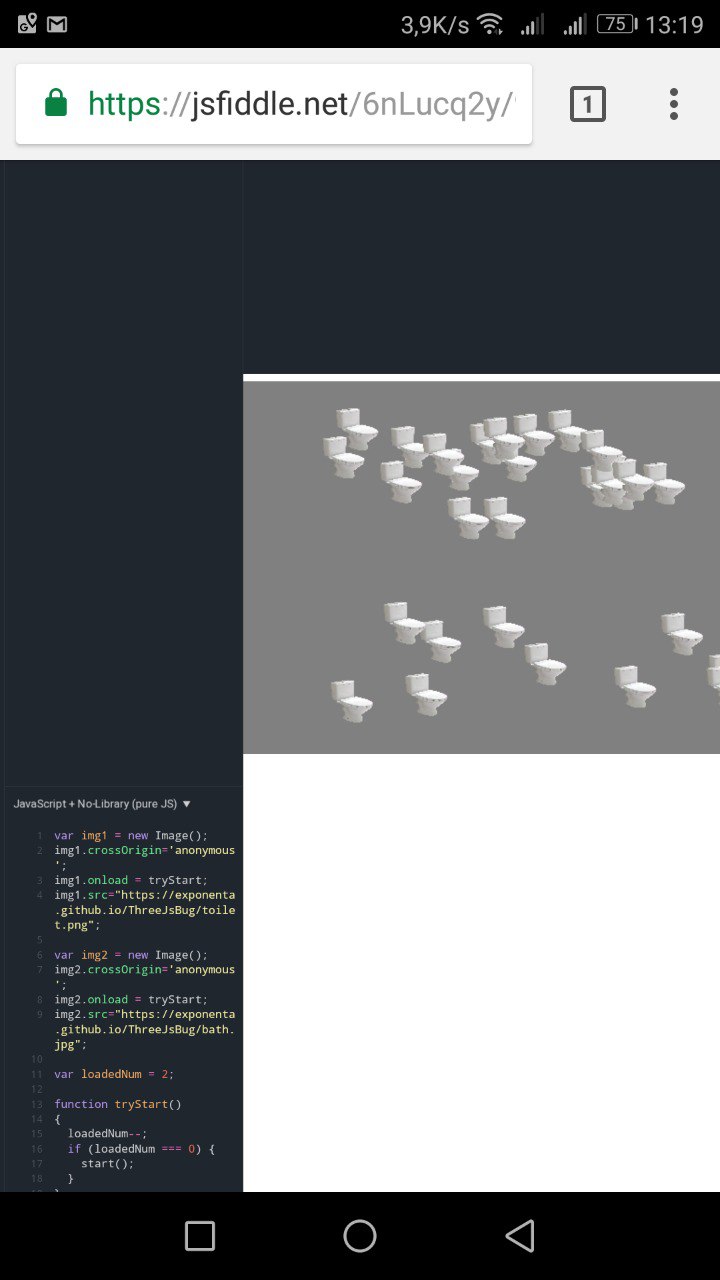 3,9K/s 75 13:19
https://jsfiddle.net/6nLucq2y/
1
JavaScript + No-Library (pure JS) ▼
1 var img1 = new Image();
2 img1.crossOrigin='anonymous
';
3 img1.onload = tryStart;
4 img1.src="https://exponenta
.github.io/ThreeJsBug/toile
t.png";
5
6 var img2 = new Image();
7 img2.crossOrigin='anonymous
';
8 img2.onload = tryStart;
9 img2.src="https://exponenta
.github.io/ThreeJsBug/bath.
jpg";
10
11 var loadedNum = 2;
12
13 function tryStart()
14 {
15 loadedNum--;
16 if (loadedNum === 0) {
17 start();
18 }